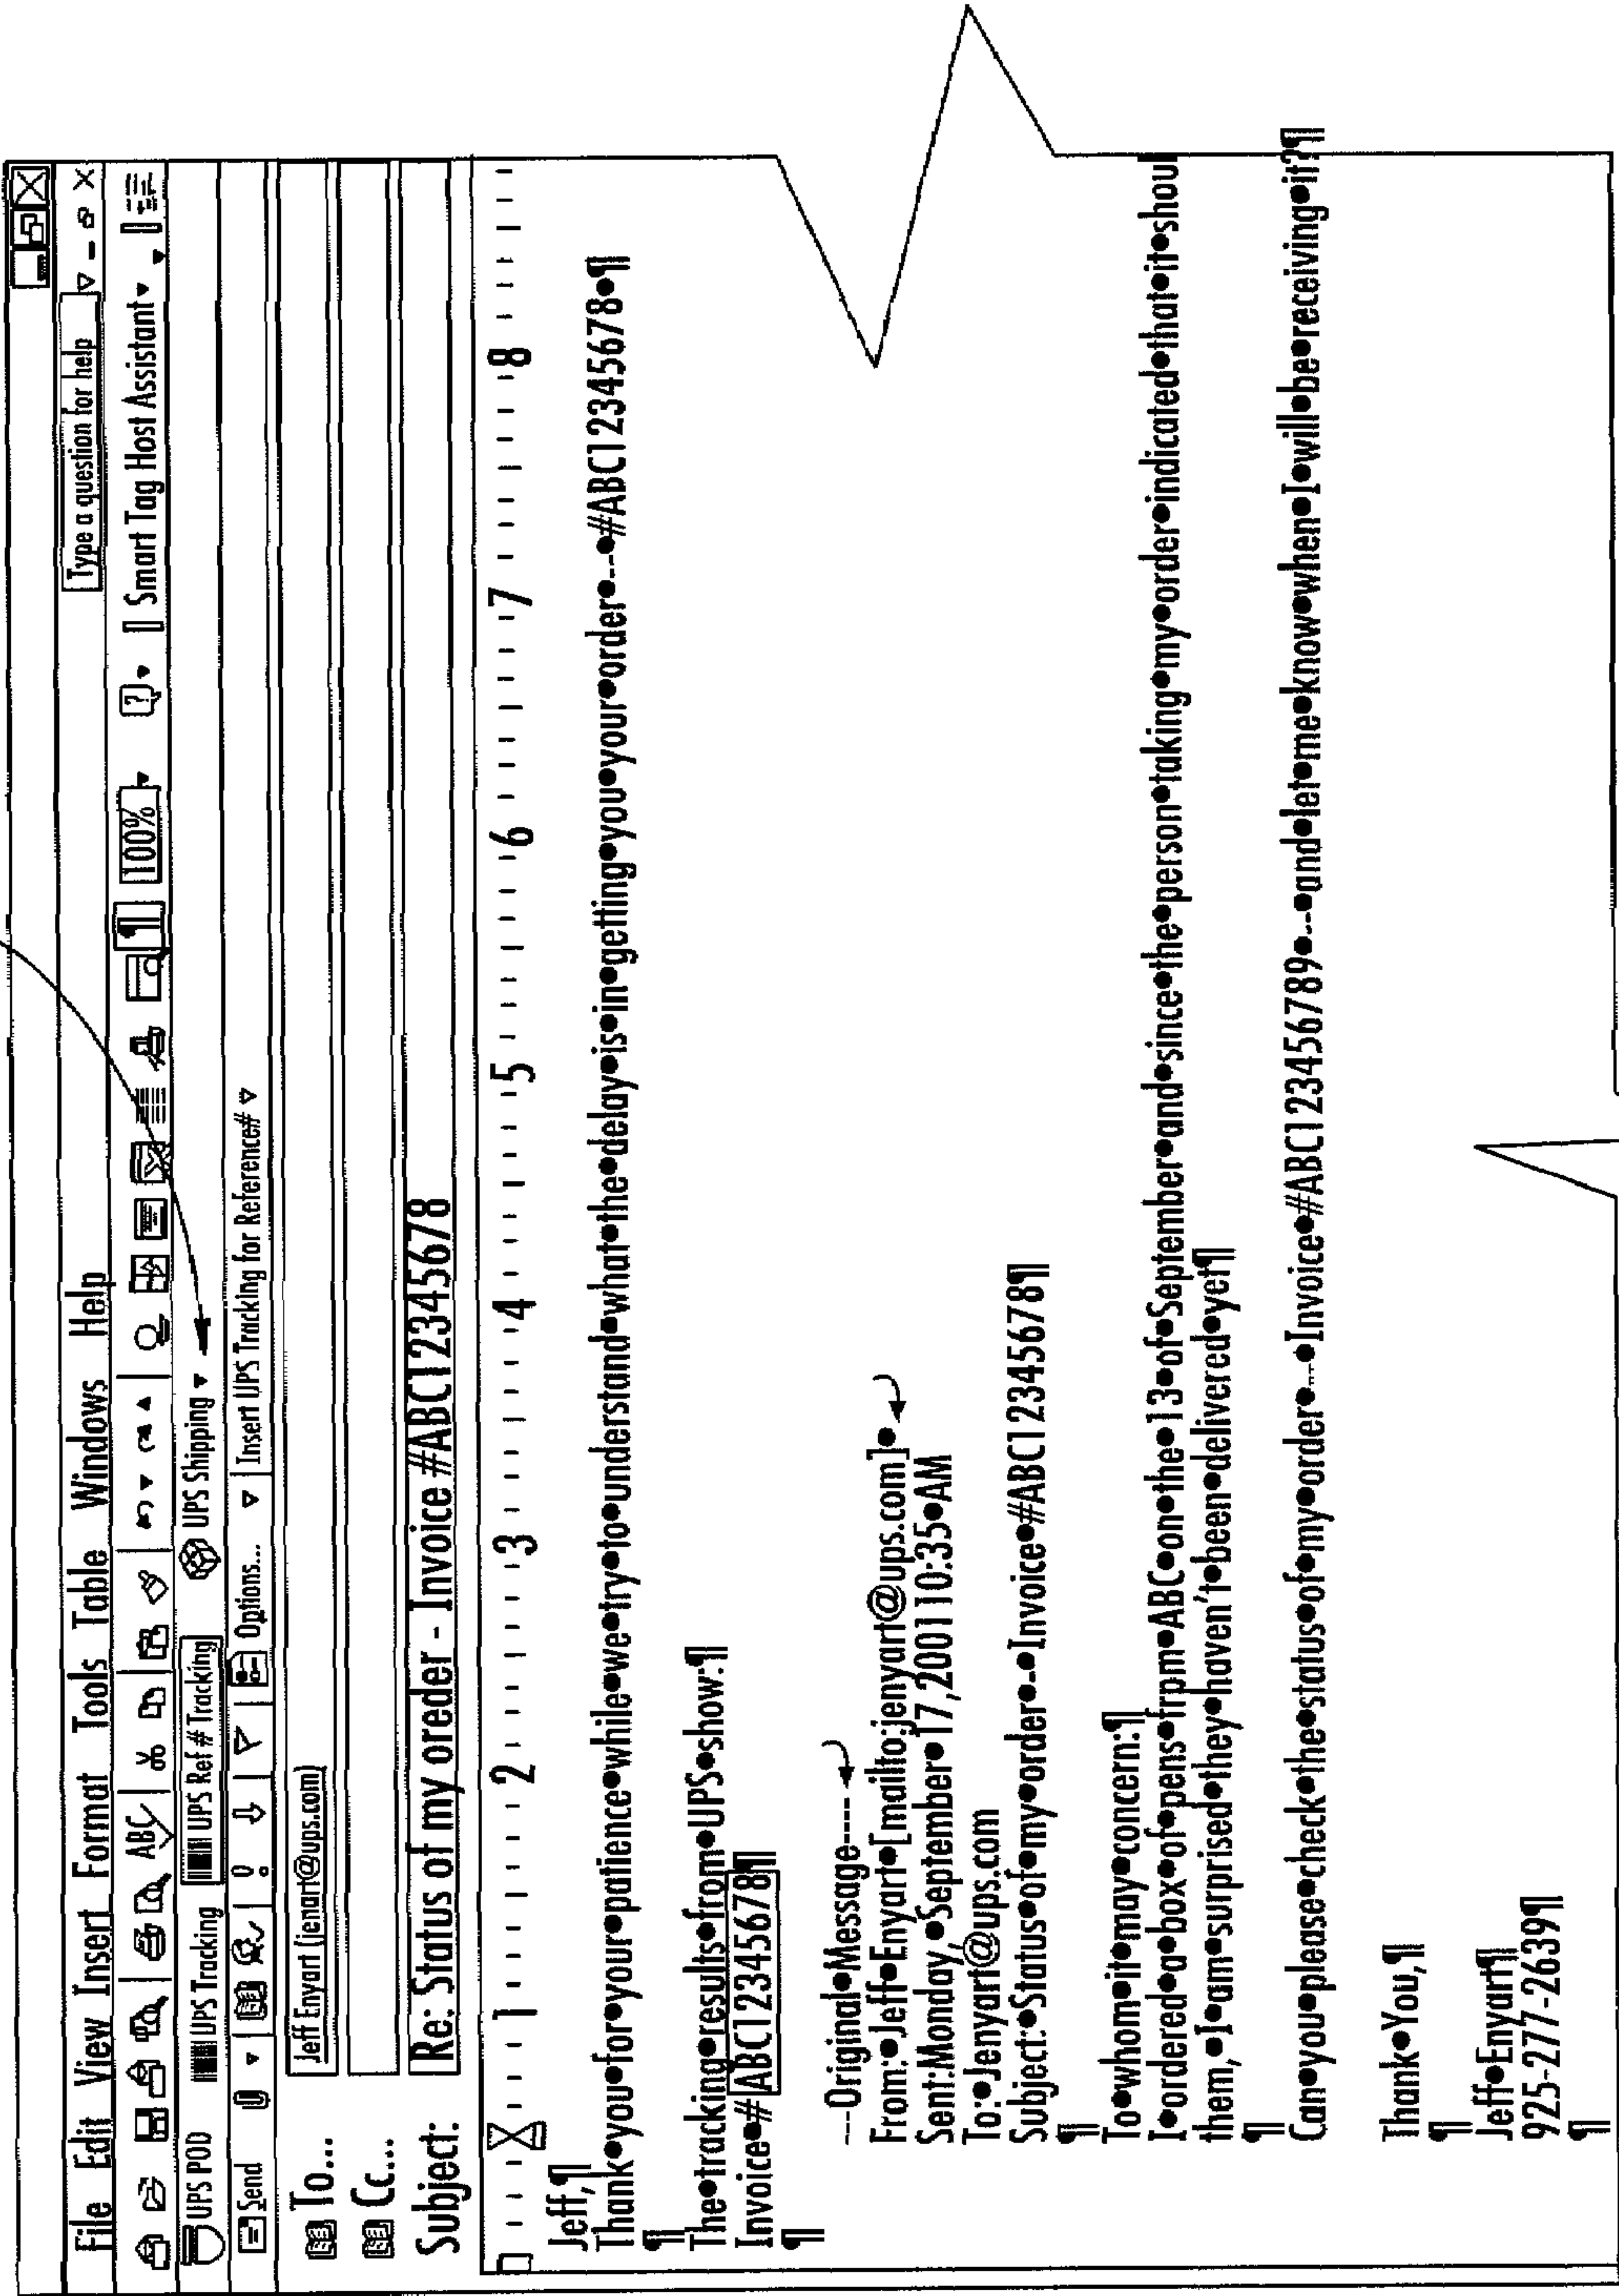 Type a question for help
File Edit View Insert Format Tools Table Windows Help
ABC 100% Smart Tag Host Assistant
UPS POD UPS Tracking UPS Ref # Tracking UPS Shipping
Send Options... Insert UPS Tracking for Reference#
To... Jeff Enyart (jenart@ups.com)
Cc...
Subject: Re: Status of my oreder - Invoice #ABC12345678
1 2 3 4 5 6 7 8
Jeff,¶
Thank•you•for•your•patience•while•we•try•to•understand•what•the•delay•is•in•getting•you•your•order•--•#ABC12345678•¶
¶
The•tracking•results•from•UPS•show:¶
Invoice•#ABC12345678¶
¶
---Original•Message-----
From:•Jeff•Enyart•[mailto:jenyart@ups.com]•
Sent:Monday,•September•17,200110:35•AM
To:•Jenyart@ups.com
Subject:•Status•of•my•order•-•Invoice•#ABC12345678¶
¶
To•whom•it•may•concern:¶
I•ordered•a•box•of•pens•frpm•ABC•on•the•13•of•September•and•since•the•person•taking•my•order•indicated•that•it•shoul
them,•I•am•surprised•they•haven't•been•delivered•yet¶
¶
Can•you•please•check•the•status•of•my•order•--•Invoice•#ABC123456789•--•and•let•me•know•when•I•will•be•receiving•it?¶
Thank•You,¶
¶
Jeff•Enyart¶
925-277-2639¶
¶